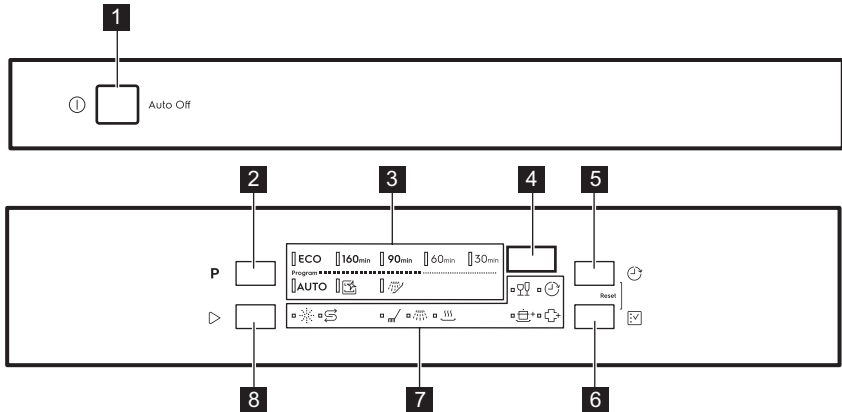 1
Auto Off
2 3 4 5
ECO 160min 90min 60min 30min
P
Program
AUTO
Reset
8 7 6